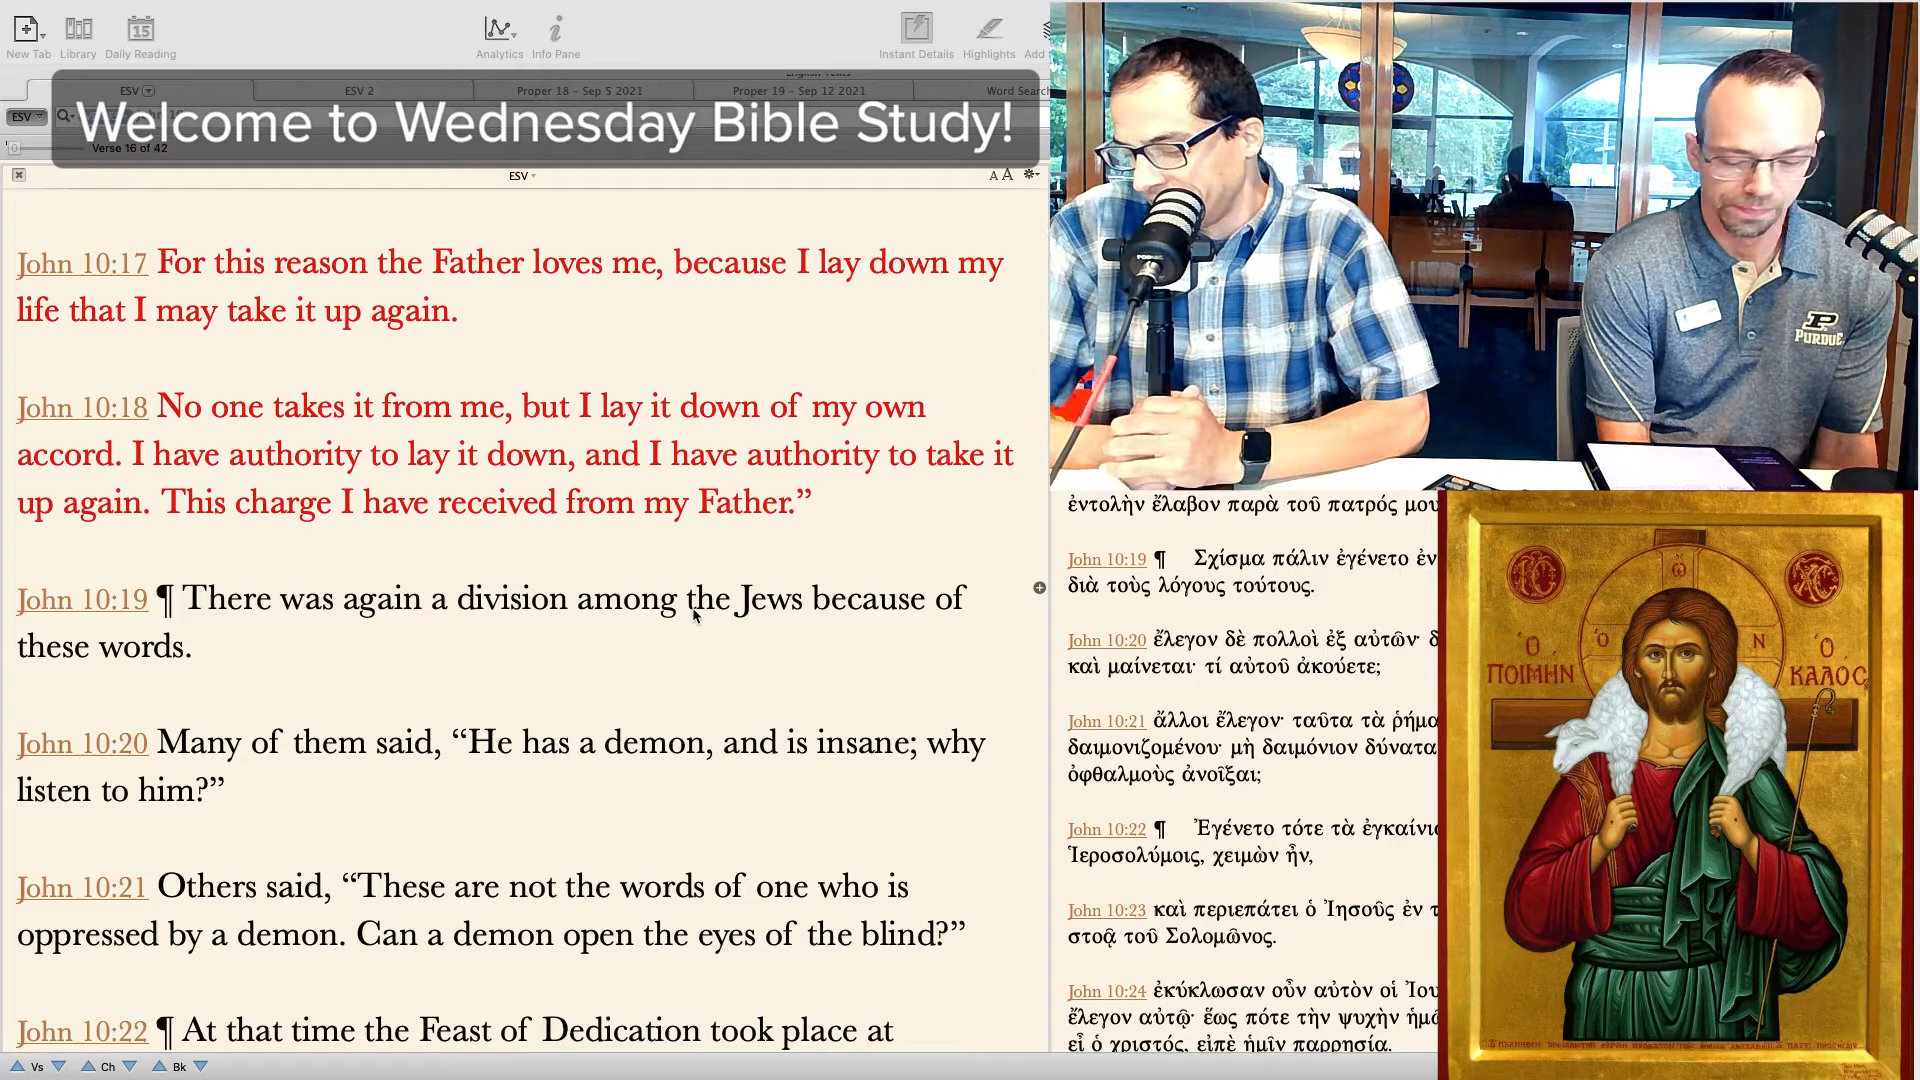 New Tab Library Daily Reading
15
Analytics Info Pane
Instant Details Highlights Add
ESV ESV 2 Proper 18 – Sep 5 2021 Proper 19 – Sep 12 2021 Word Search
Welcome to Wednesday Bible Study!
ESV
Verse 16 of 42
ESV
A A
John 10:17 For this reason the Father loves me, because I lay down my
life that I may take it up again.
John 10:18 No one takes it from me, but I lay it down of my own
accord. I have authority to lay it down, and I have authority to take it
up again. This charge I have received from my Father.”
John 10:19 ¶ There was again a division among the Jews because of
these words.
John 10:20 Many of them said, “He has a demon, and is insane; why
listen to him?”
John 10:21 Others said, “These are not the words of one who is
oppressed by a demon. Can a demon open the eyes of the blind?”
John 10:22 ¶ At that time the Feast of Dedication took place at
Vs Ch Bk
P
PURDUE
ἐντολὴν ἔλαβον παρὰ τοῦ πατρός μου
John 10:19 ¶ Σχίσμα πάλιν ἐγένετο ἐν
διὰ τοὺς λόγους τούτους.
John 10:20 ἔλεγον δὲ πολλοὶ ἐξ αὐτῶν· δ
καὶ μαίνεται· τί αὐτοῦ ἀκούετε;
John 10:21 ἄλλοι ἔλεγον· ταῦτα τὰ ῥήμα
δαιμονιζομένου· μὴ δαιμόνιον δύνατα
ὀφθαλμοὺς ἀνοῖξαι;
John 10:22 ¶ Ἐγένετο τότε τὰ ἐγκαίνι
Ἱεροσολύμοις, χειμὼν ἦν,
John 10:23 καὶ περιεπάτει ὁ Ἰησοῦς ἐν τ
στοᾷ τοῦ Σολομῶνος.
John 10:24 ἐκύκλωσαν οὖν αὐτὸν οἱ Ἰου
ἔλεγον αὐτῷ· ἕως πότε τὴν ψυχὴν ἡμῶ
εἶ ὁ χριστός, εἰπὲ ἡμῖν παρρησίᾳ.
Ὁ Ὢ Ν
Ὁ ΠΟΙΜΗΝ
Ὁ ΚΑΛΟΣ